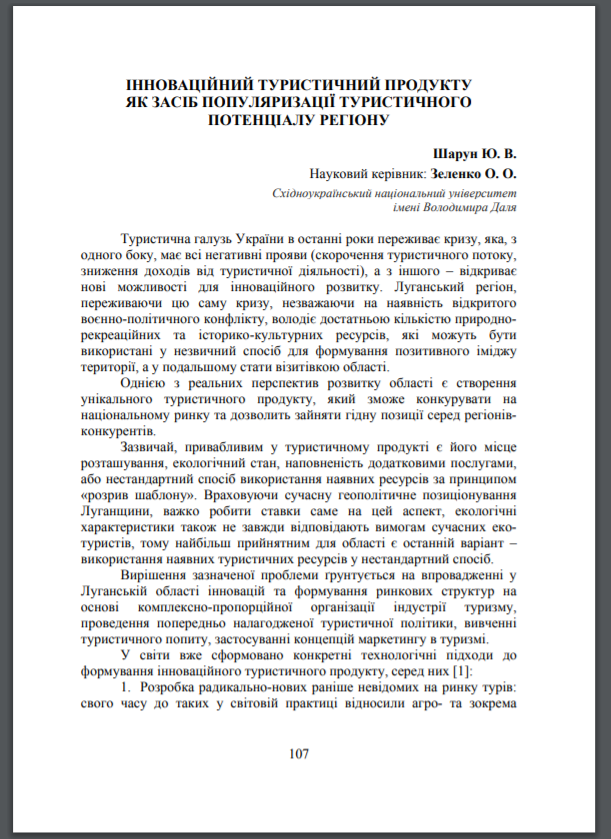 ІННОВАЦІЙНИЙ ТУРИСТИЧНИЙ ПРОДУКТУ
ЯК ЗАСІБ ПОПУЛЯРИЗАЦІЇ ТУРИСТИЧНОГО
ПОТЕНЦІАЛУ РЕГІОНУ
Шарун Ю. В.
Науковий керівник: Зеленко О. О.
Східноукраїнський національний університет
імені Володимира Даля
Туристична галузь України в останні роки переживає кризу, яка, з
одного боку, має всі негативні прояви (скорочення туристичного потоку,
зниження доходів від туристичної діяльності), а з іншого – відкриває
нові можливості для інноваційного розвитку. Луганський регіон,
переживаючи цю саму кризу, незважаючи на наявність відкритого
воєнно-політичного конфлікту, володіє достатньою кількістю природно-
рекреаційних та історико-культурних ресурсів, які можуть бути
використані у незвичний спосіб для формування позитивного іміджу
території, а у подальшому стати візитівкою області.
Однією з реальних перспектив розвитку області є створення
унікального туристичного продукту, який зможе конкурувати на
національному ринку та дозволить зайняти гідну позиції серед регіонів-
конкурентів.
Зазвичай, привабливим у туристичному продукті є його місце
розташування, екологічний стан, наповненість додатковими послугами,
або нестандартний спосіб використання наявних ресурсів за принципом
«розрив шаблону». Враховуючи сучасну геополітичне позиціонування
Луганщини, важко робити ставки саме на цей аспект, екологічні
характеристики також не завжди відповідають вимогам сучасних еко-
туристів, тому найбільш прийнятним для області є останній варіант –
використання наявних туристичних ресурсів у нестандартний спосіб.
Вирішення зазначеної проблеми ґрунтується на впровадженні у
Луганській області інновацій та формування ринкових структур на
основі комплексно-пропорційної організації індустрії туризму,
проведення попередньо налагодженої туристичної політики, вивченні
туристичного попиту, застосуванні концепцій маркетингу в туризмі.
У світи вже сформовано конкретні технологічні підходи до
формування інноваційного туристичного продукту, серед них [1]:
1. Розробка радикально-нових раніше невідомих на ринку турів:
свого часу до таких у світовій практиці відносили агро- та зокрема
107